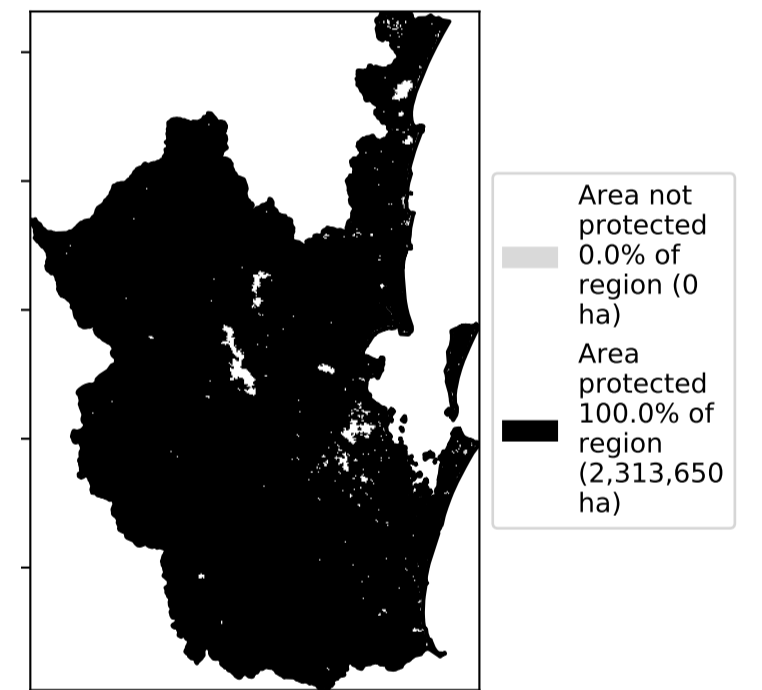 Area not
protected
0.0% of
region (0
ha)
Area
protected
100.0% of
region
(2,313,650
ha)